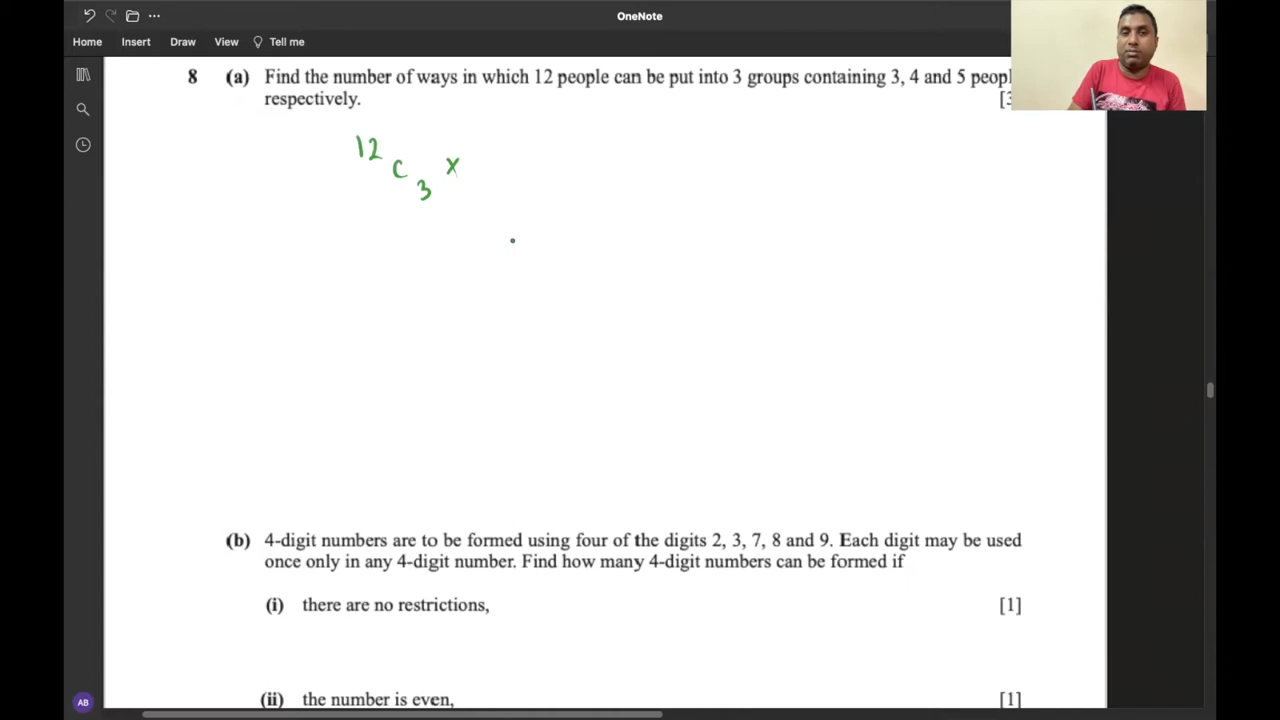 OneNote
Home Insert Draw View Tell me
8 (a) Find the number of ways in which 12 people can be put into 3 groups containing 3, 4 and 5 peopl
respectively. [3
12 C 3 x
(b) 4-digit numbers are to be formed using four of the digits 2, 3, 7, 8 and 9. Each digit may be used
once only in any 4-digit number. Find how many 4-digit numbers can be formed if
(i) there are no restrictions, [1]
(ii) the number is even, [1]
AB